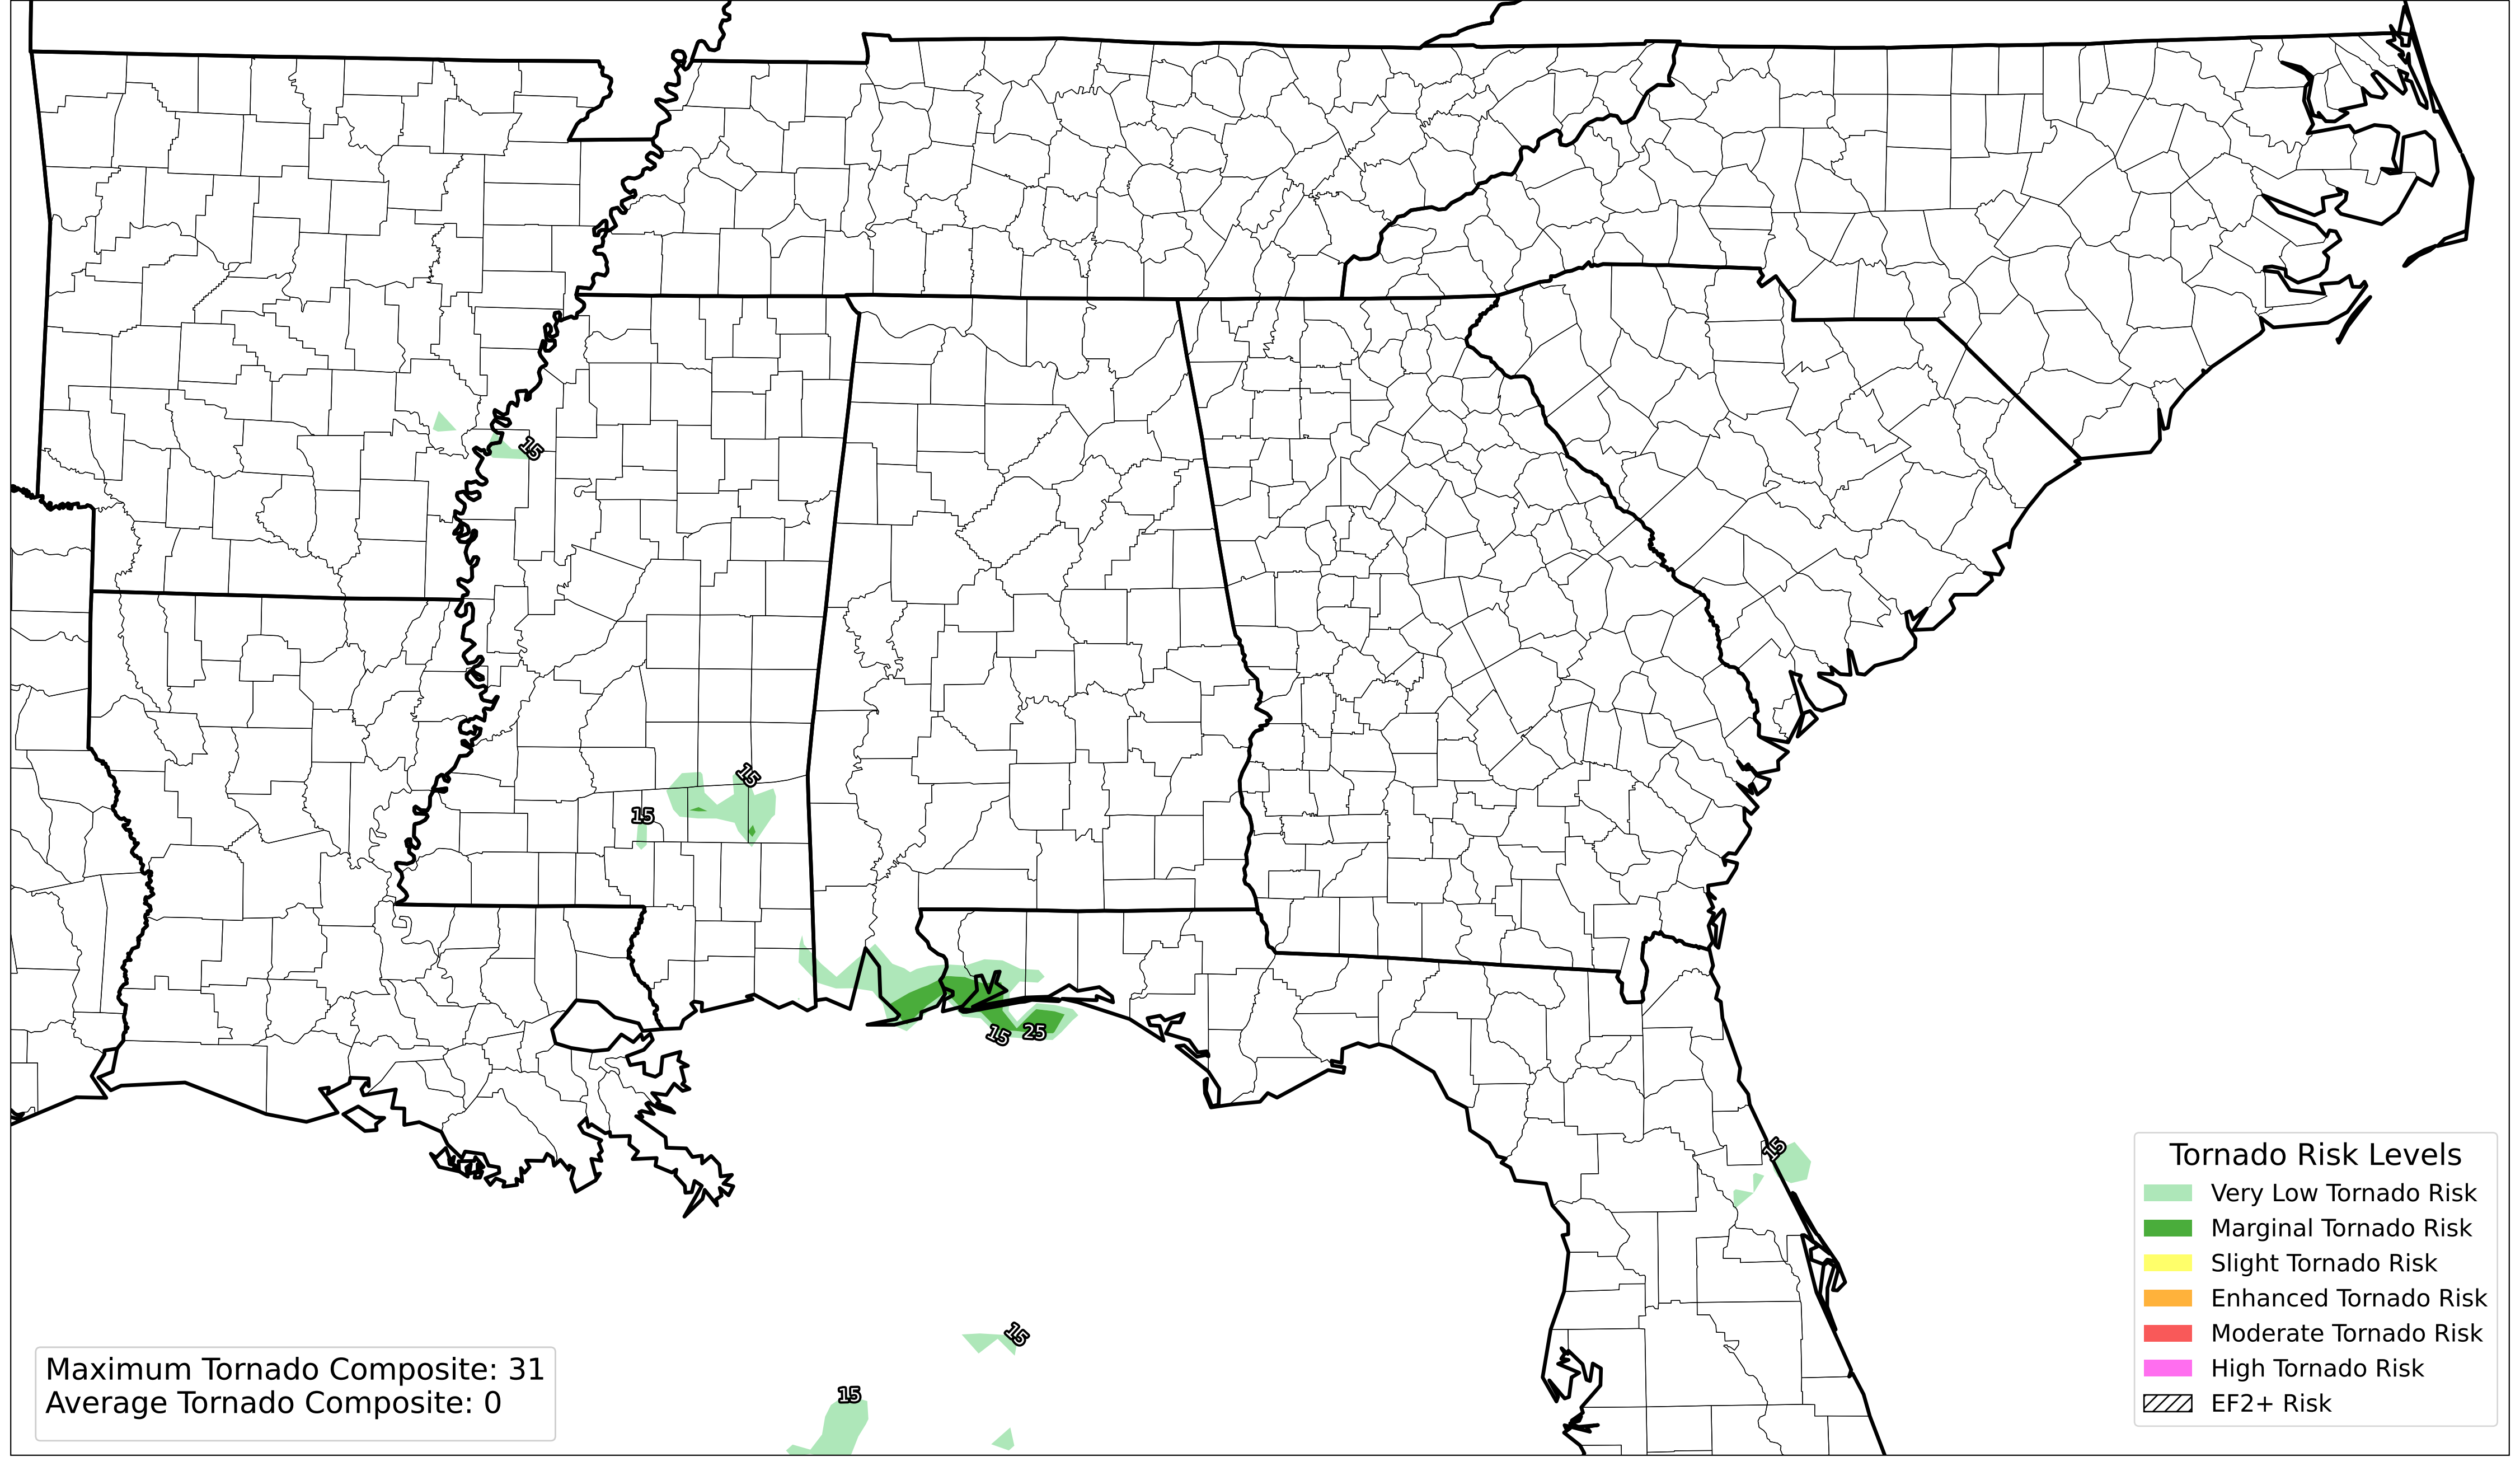 15
15
15
15
25
15
15
15
Tornado Risk Levels
Very Low Tornado Risk
Marginal Tornado Risk
Slight Tornado Risk
Enhanced Tornado Risk
Moderate Tornado Risk
High Tornado Risk
EF2+ Risk
Maximum Tornado Composite: 31
Average Tornado Composite: 0